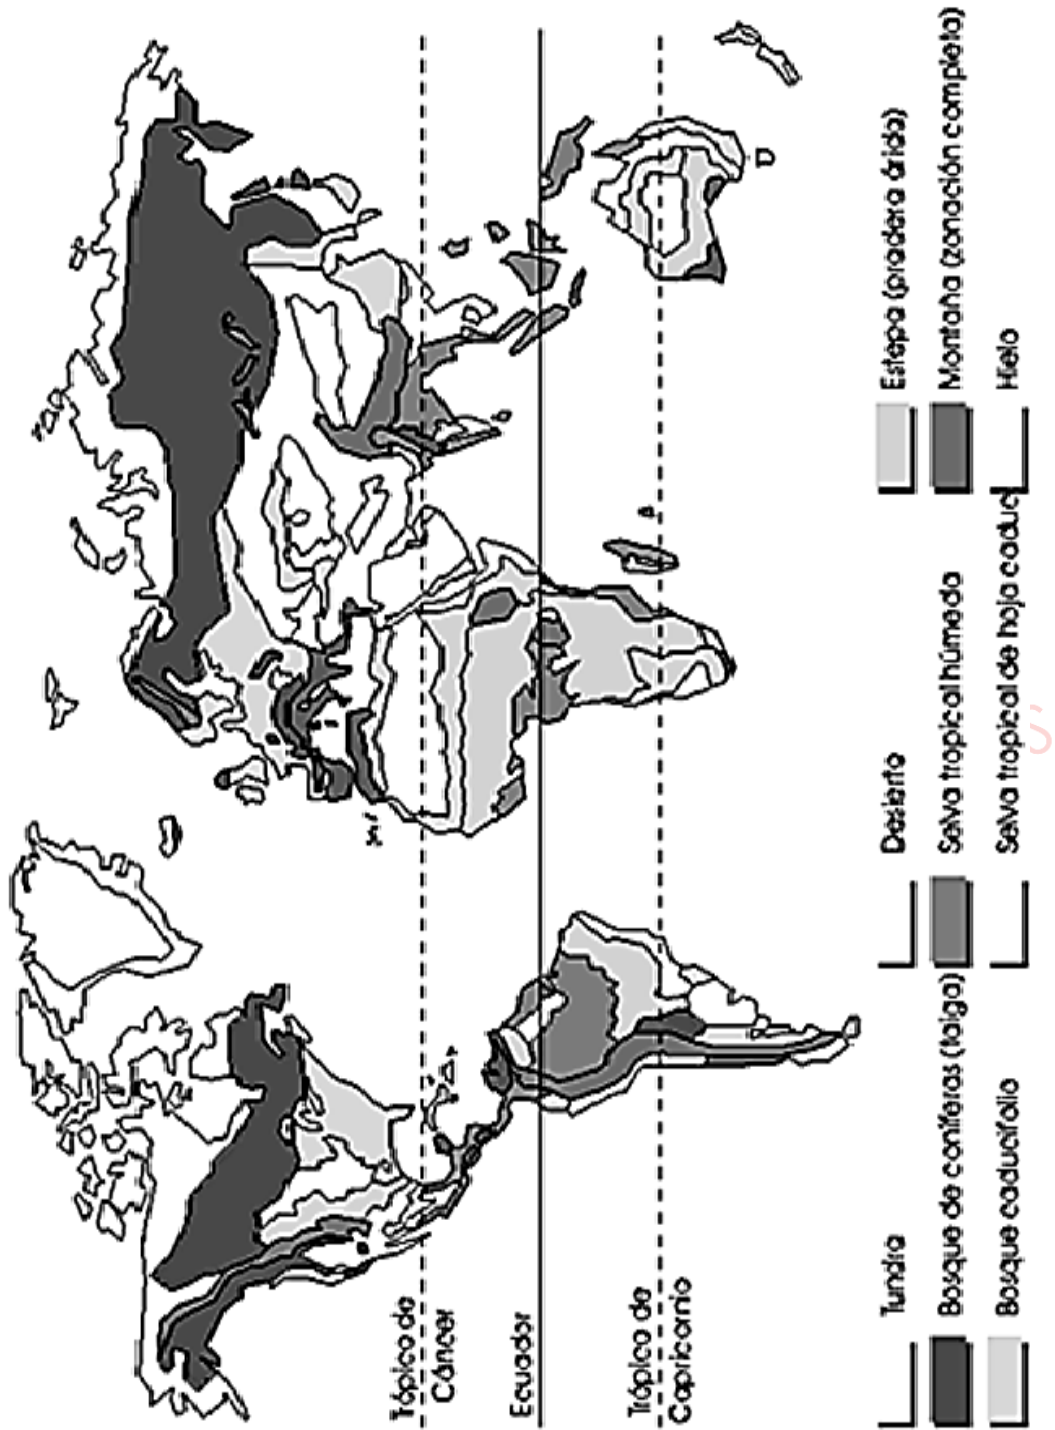 Trópico de
Cáncer
Ecuador
Trópico de
Capricornio
Tundra
Desierto
Estepa (pradera árida)
Bosque de coníferas (taiga)
Selva tropical húmeda
Montaña (zonación completa)
Bosque caducifolio
Selva tropical de hoja caduc
Hielo
S